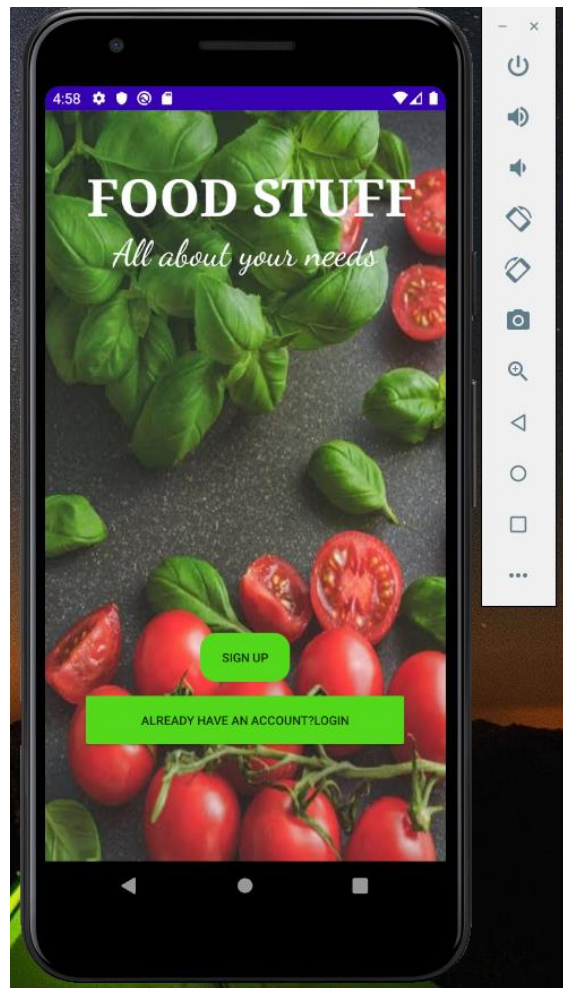 4:58
FOOD STUFF
All about your needs
SIGN UP
ALREADY HAVE AN ACCOUNT?LOGIN